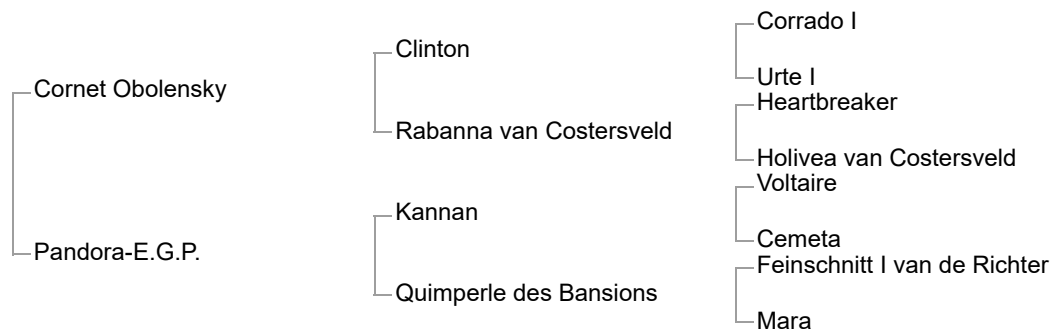 Corrado I
Clinton
Urte I
Cornet Obolensky
Heartbreaker
Rabanna van Costersveld
Holivea van Costersveld
Voltaire
Kannan
Cemeta
Pandora-E.G.P.
Feinschnitt I van de Richter
Quimperle des Bansions
Mara